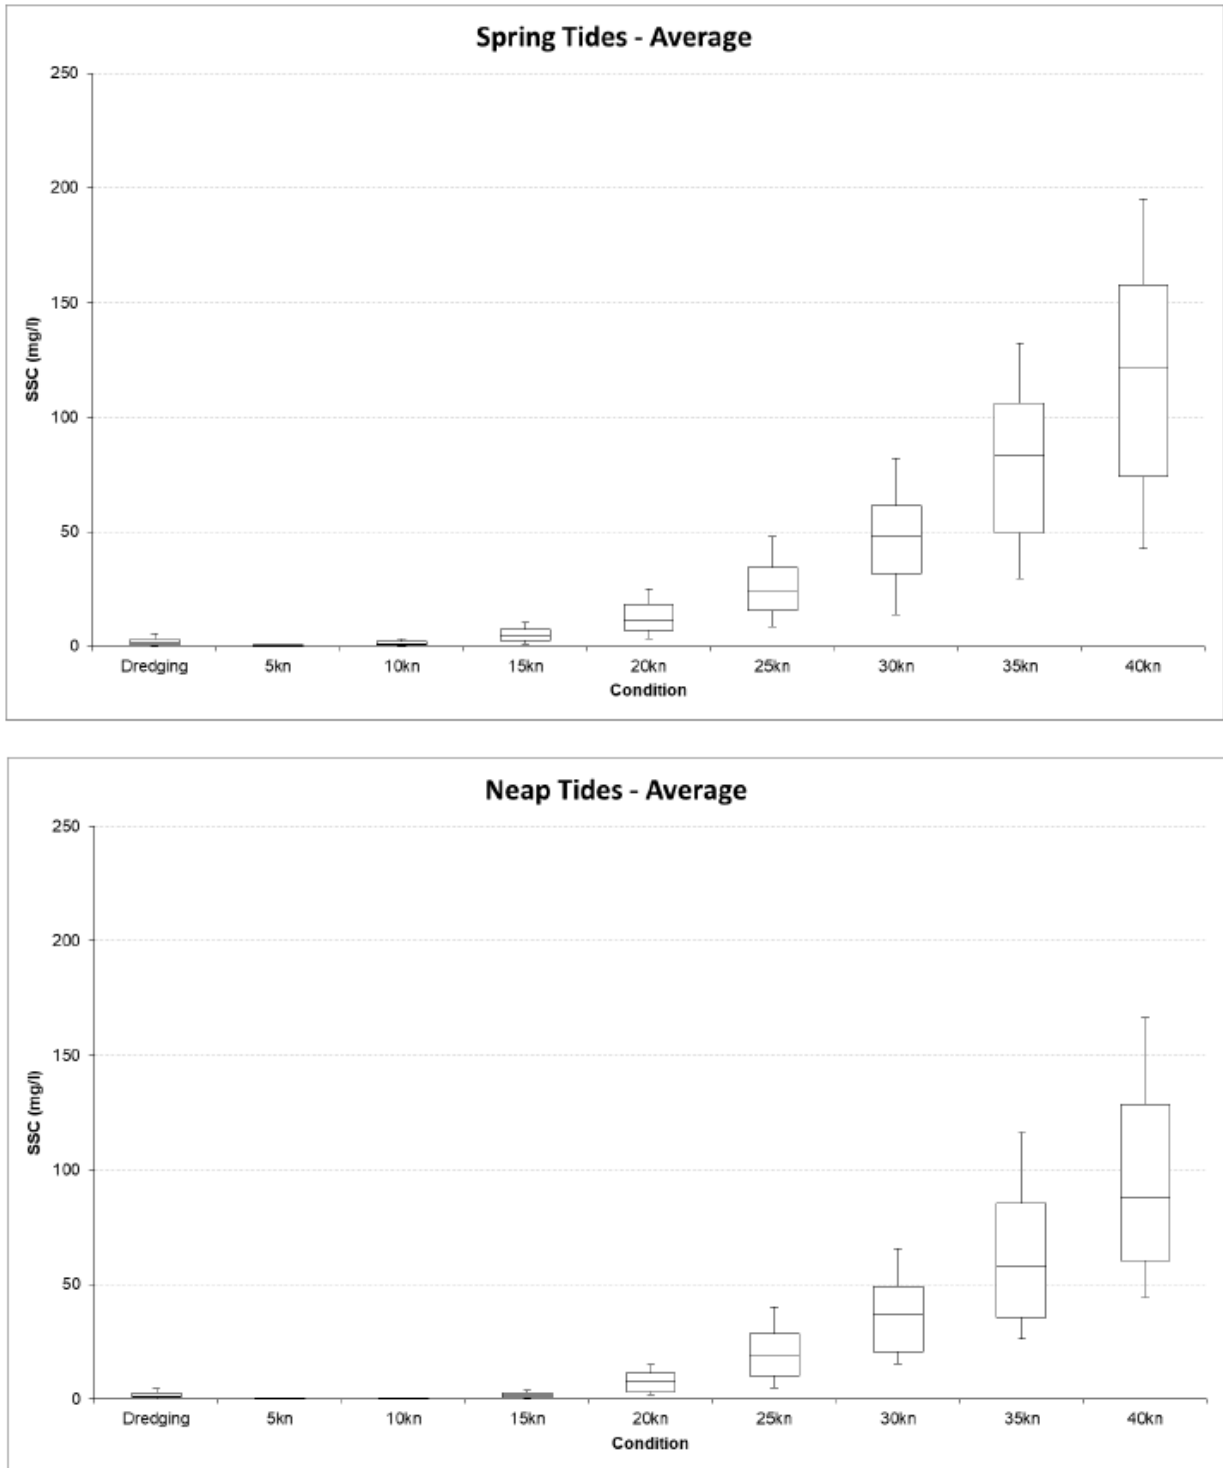 Spring Tides - Average
250
200
150
100
50
0
SSC (mg/l)
Dredging 5kn 10kn 15kn 20kn 25kn 30kn 35kn 40kn
Condition
Neap Tides - Average
250
200
150
100
50
0
SSC (mg/l)
Dredging 5kn 10kn 15kn 20kn 25kn 30kn 35kn 40kn
Condition